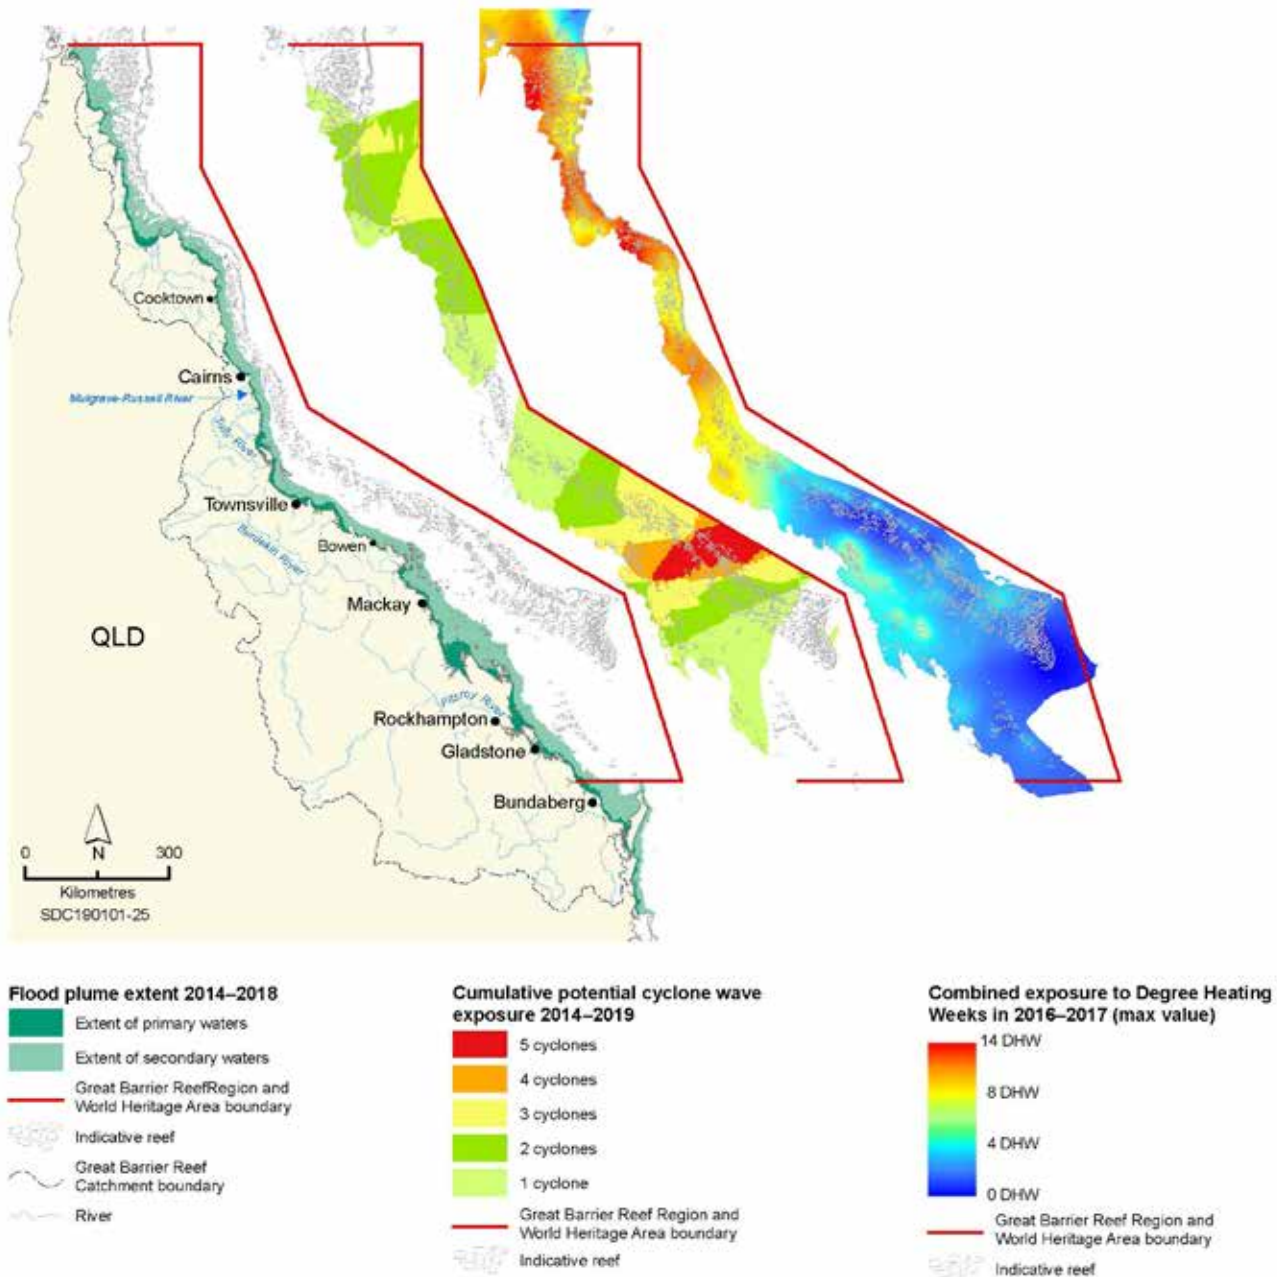 Cooktown
Cairns
Mulgrave-Russell River
Tully River
Townsville
Burdekin River
Bowen
Mackay
QLD
Fitzroy River
Rockhampton
Gladstone
Bundaberg
0 N 300
Kilometres
SDC190101-25
Flood plume extent 2014–2018
Extent of primary waters
Extent of secondary waters
Great Barrier ReefRegion and
World Heritage Area boundary
Indicative reef
Great Barrier Reef
Catchment boundary
River
Cumulative potential cyclone wave
exposure 2014–2019
5 cyclones
4 cyclones
3 cyclones
2 cyclones
1 cyclone
Great Barrier Reef Region and
World Heritage Area boundary
Indicative reef
Combined exposure to Degree Heating
Weeks in 2016–2017 (max value)
14 DHW
8 DHW
4 DHW
0 DHW
Great Barrier Reef Region and
World Heritage Area boundary
Indicative reef